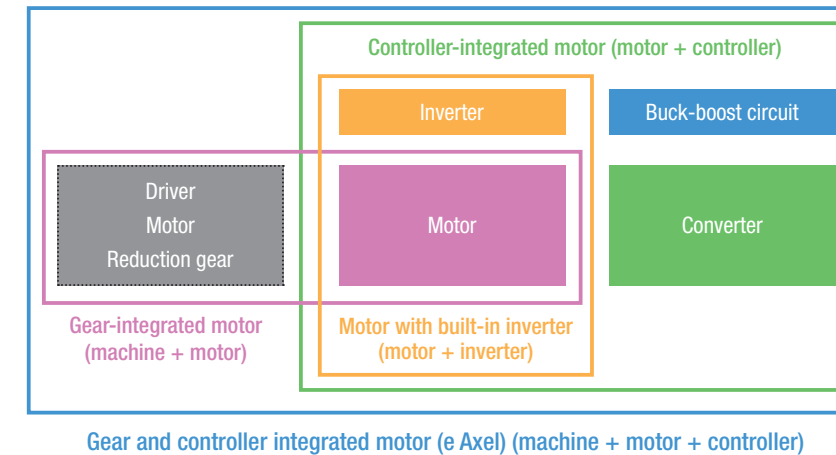 Controller-integrated motor (motor + controller)
Inverter
Buck-boost circuit
Driver
Motor
Reduction gear
Motor
Converter
Gear-integrated motor
(machine + motor)
Motor with built-in inverter
(motor + inverter)
Gear and controller integrated motor (e Axel) (machine + motor + controller)